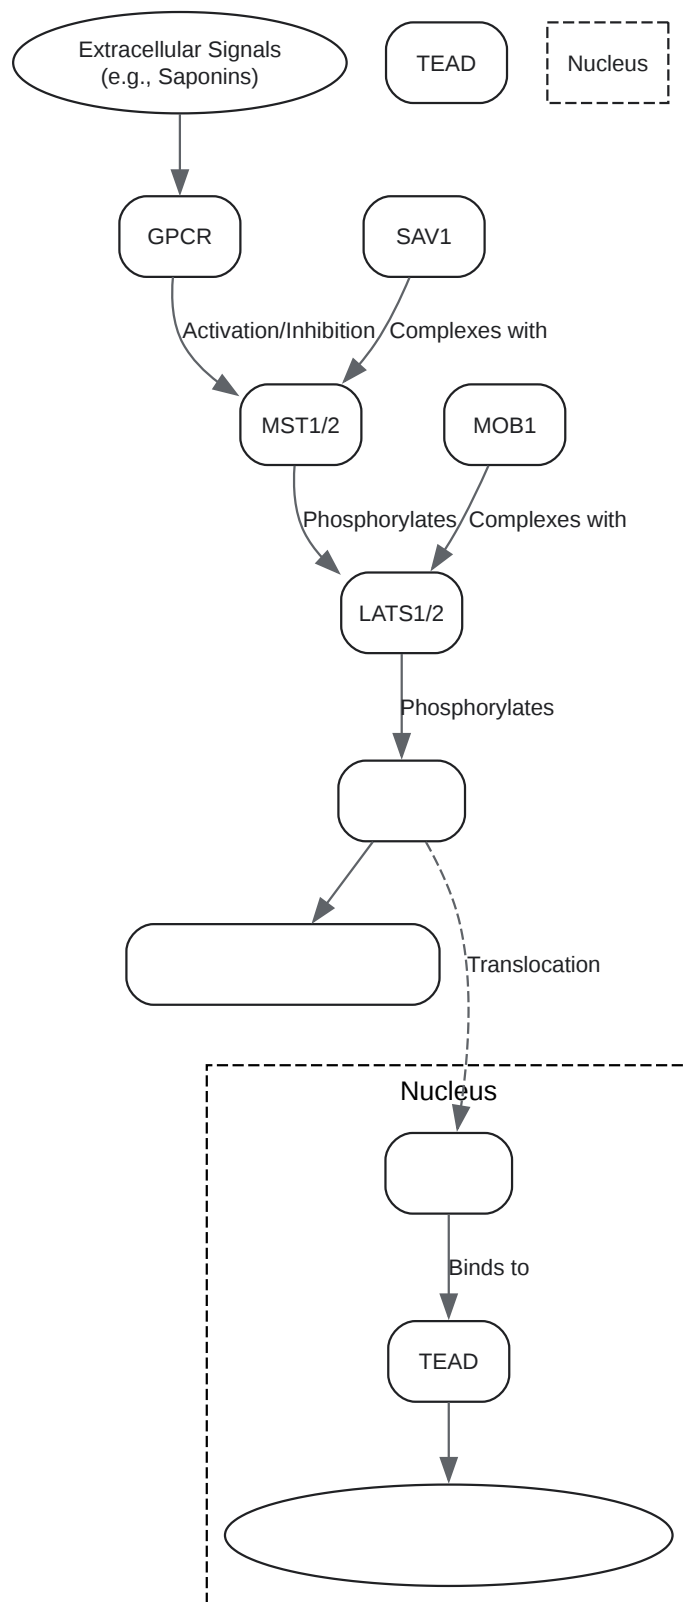 Extracellular Signals
(e.g., Saponins)
TEAD
Nucleus
GPCR
SAV1
Activation/Inhibition
Complexes with
MST1/2
MOB1
Phosphorylates
Complexes with
LATS1/2
Phosphorylates
Translocation
Nucleus
Binds to
TEAD